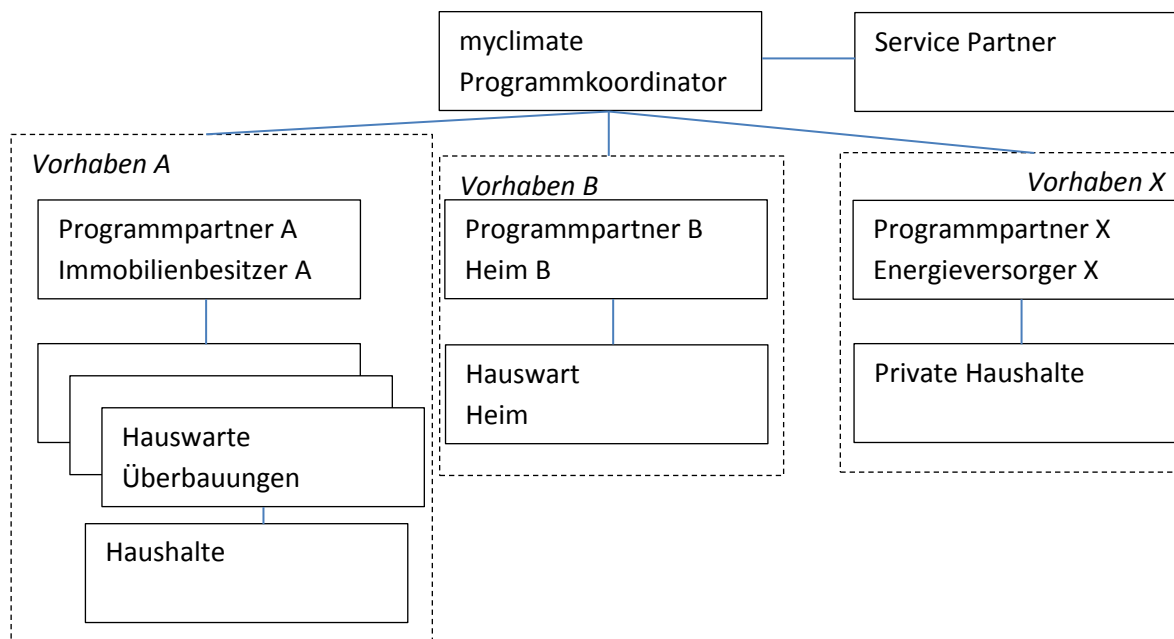 myclimate
Programmkoordinator
Service Partner
Vorhaben A
Programmpartner A
Immobilienbesitzer A
Hauswarte
Überbauungen
Haushalte
Vorhaben B
Programmpartner B
Heim B
Hauswart
Heim
Vorhaben X
Programmpartner X
Energieversorger X
Private Haushalte